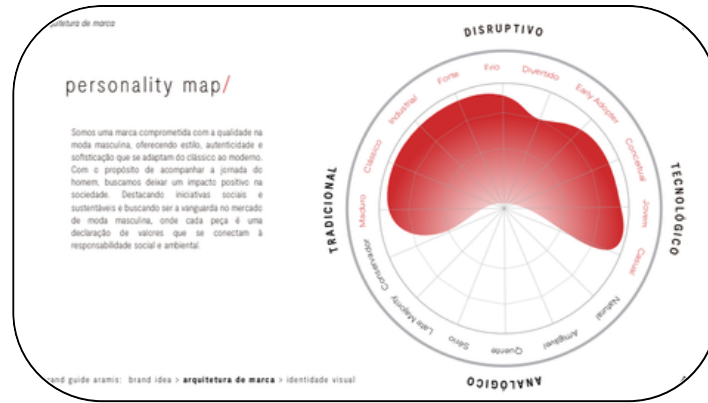 quitetura de marca
personality map/
Somos uma marca comprometida com a qualidade na
moda masculina, oferecendo estilo, autenticidade e
sofisticação que se adaptam do clássico ao moderno.
Com o propósito de acompanhar a jornada do
homem, buscamos deixar um impacto positivo na
sociedade. Destacando iniciativas sociais e
sustentáveis e buscando ser a vanguarda no mercado
de moda masculina, onde cada peça é uma
declaração de valores que se conectam à
responsabilidade social e ambiental.
DISRUPTIVO
TECNOLÓGICO
ANALÓGICO
TRADICIONAL
Frio
Divertido
Early Adopter
Conceitual
Jovem
Casual
Natural
Amigável
Quente
Sério
Late Majority
Conservador
Maduro
Clássico
Industrial
Forte
rand guide aramis: brand idea > arquitetura de marca > identidade visual